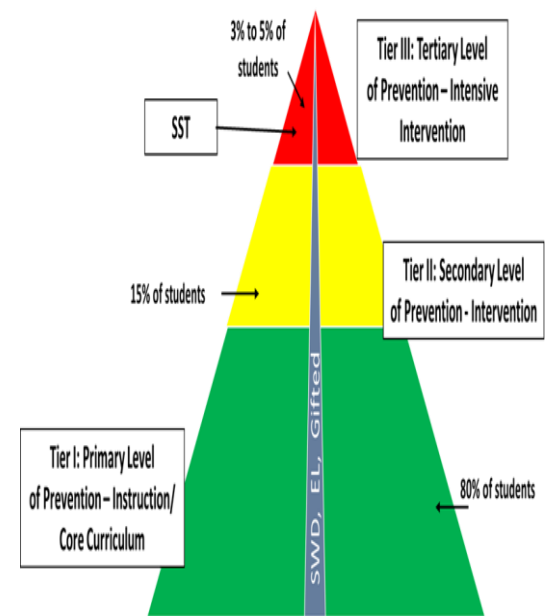 3% to 5% of
students
Tier III: Tertiary Level
of Prevention – Intensive
Intervention
SST
Tier II: Secondary Level
of Prevention - Intervention
15% of students
Tier I: Primary Level
of Prevention – Instruction/
Core Curriculum
80% of students
SWD, EL, Gifted